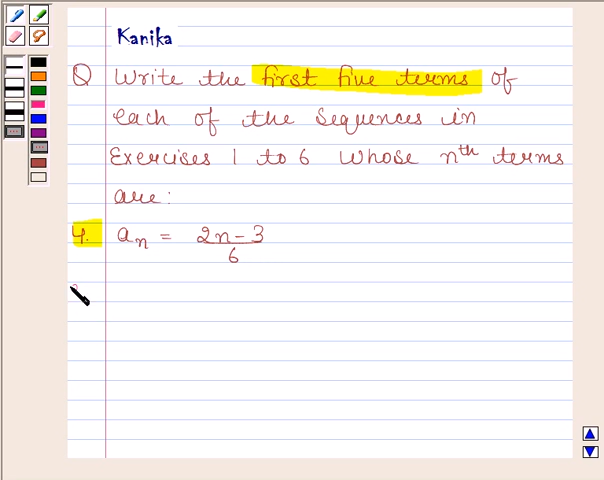 Kanika
Q Write the first five terms of
each of the Sequences in
Exercises 1 to 6 whose nᵗʰ terms
are:
4. aₙ = (2n-3)/6